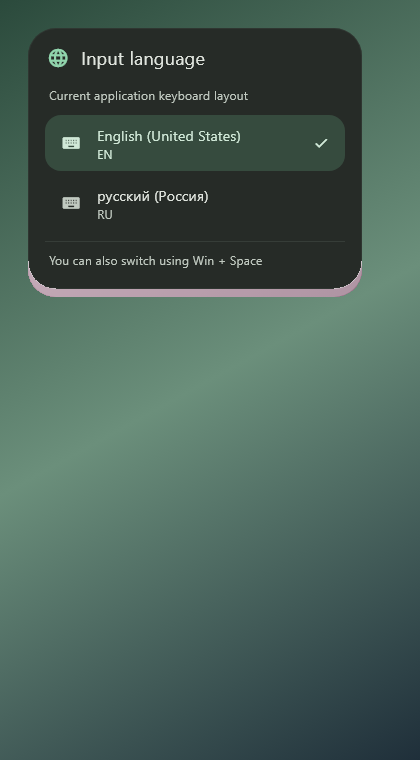 Input language
Current application keyboard layout
English (United States)
EN
русский (Россия)
RU
You can also switch using Win + Space